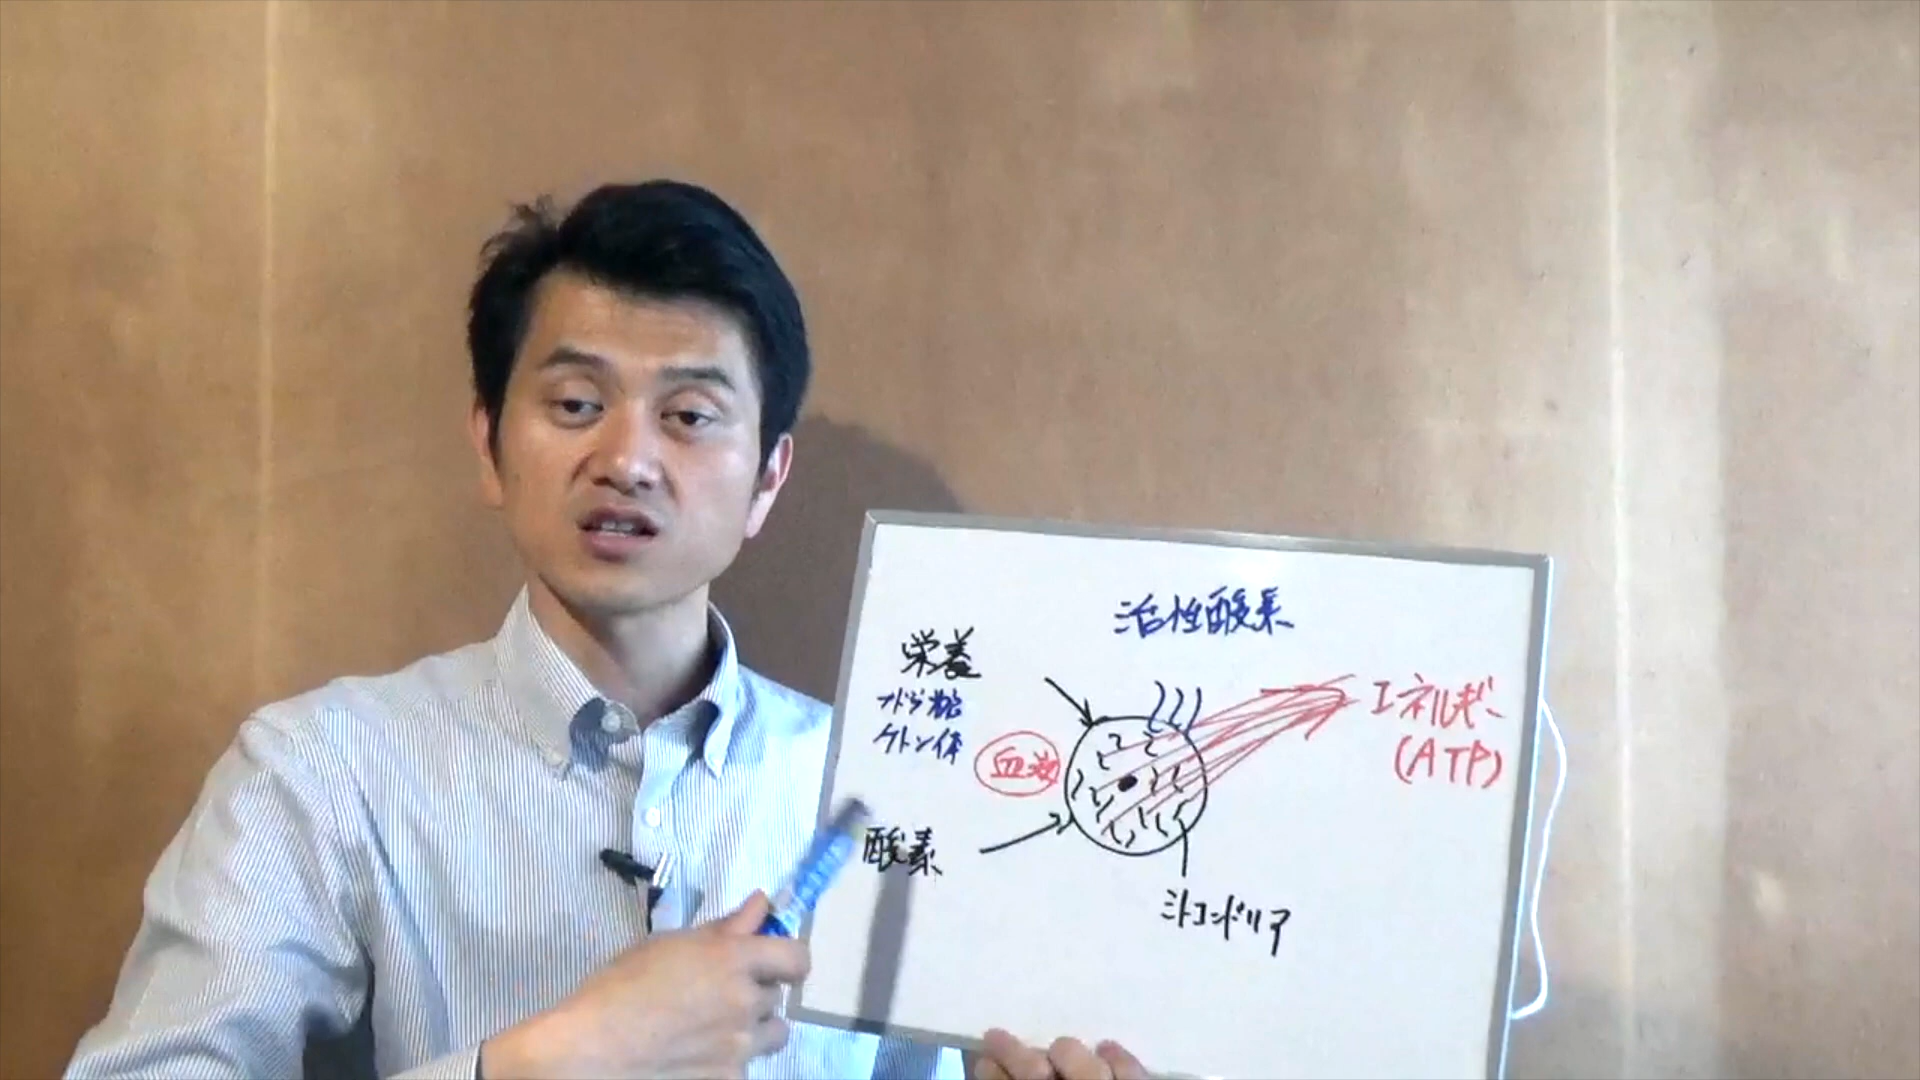 活性酸素
栄養
ブドウ糖
ケトン体
血液
酸素
エネルギー
(ATP)
ミトコンドリア